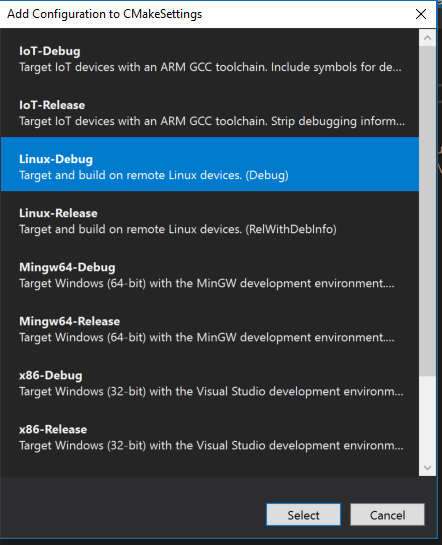 Add Configuration to CMakeSettings
IoT-Debug
Target IoT devices with an ARM GCC toolchain. Include symbols for de...
IoT-Release
Target IoT devices with an ARM GCC toolchain. Strip debugging inform...
Linux-Debug
Target and build on remote Linux devices. (Debug)
Linux-Release
Target and build on remote Linux devices. (RelWithDebInfo)
Mingw64-Debug
Target Windows (64-bit) with the MinGW development environment....
Mingw64-Release
Target Windows (64-bit) with the MinGW development environment....
x86-Debug
Target Windows (32-bit) with the Visual Studio development environm...
x86-Release
Target Windows (32-bit) with the Visual Studio development environm...
Select
Cancel